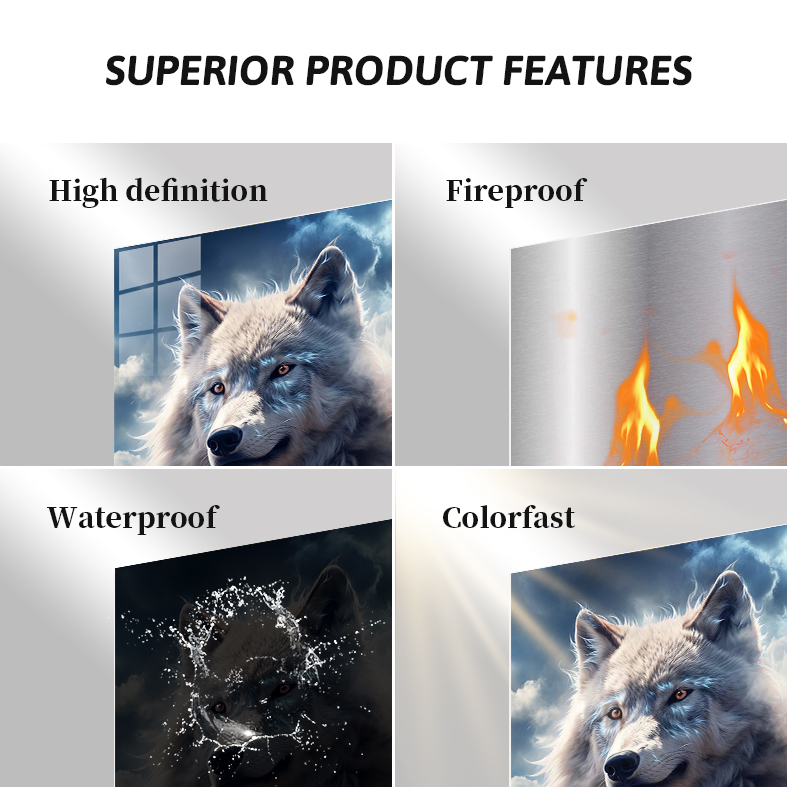 SUPERIOR PRODUCT FEATURES
High definition
Fireproof
Waterproof
Colorfast